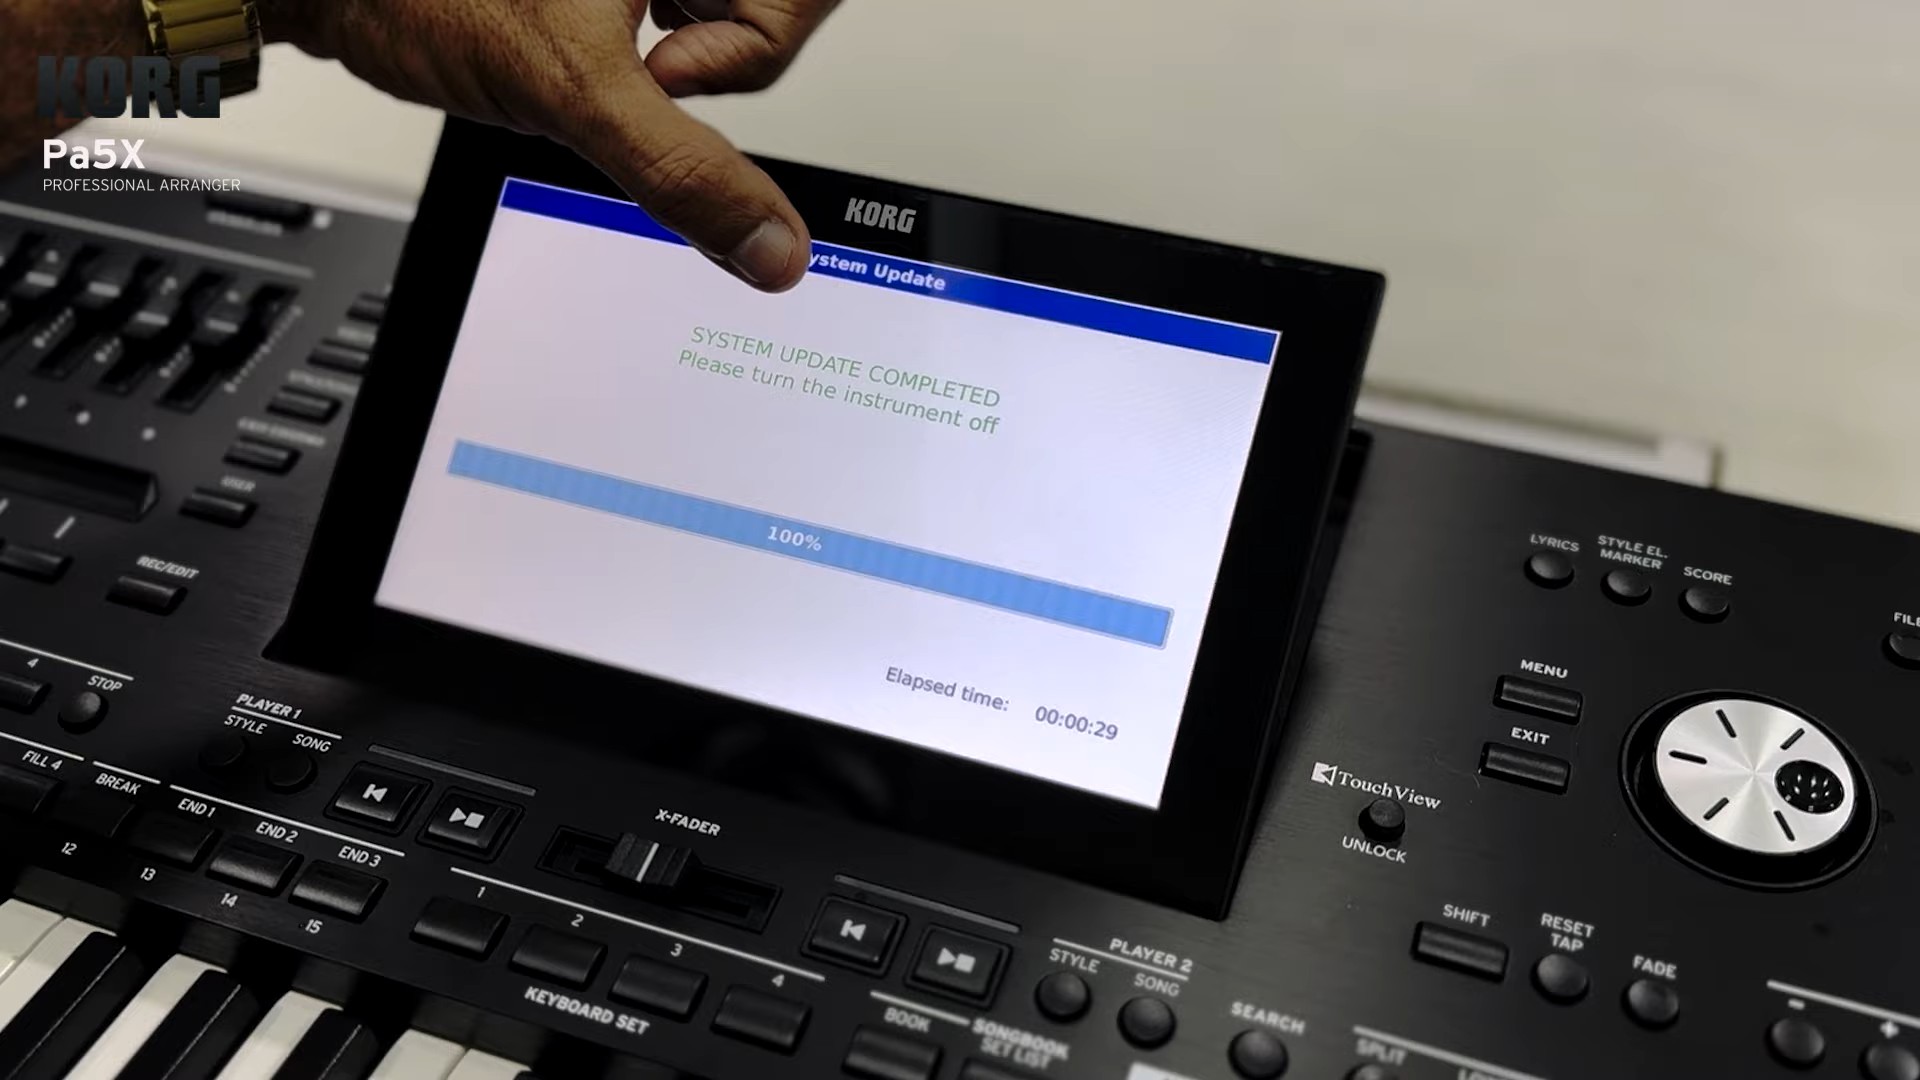 KORG
Pa5X
PROFESSIONAL ARRANGER
KORG
ystem Update
SYSTEM UPDATE COMPLETED
Please turn the instrument off
100%
Elapsed time: 00:00:29
USER
REC/EDIT
LYRICS
STYLE EL.
MARKER
SCORE
FILE
MENU
EXIT
4
STOP
PLAYER 1
STYLE
SONG
FILL 4
BREAK
END 1
END 2
END 3
12
13
14
15
X-FADER
TouchView
UNLOCK
1
2
3
4
KEYBOARD SET
PLAYER 2
STYLE
SONG
SHIFT
RESET
TAP
FADE
-
+
BOOK
SONGBOOK
SET LIST
SEARCH
SPLIT